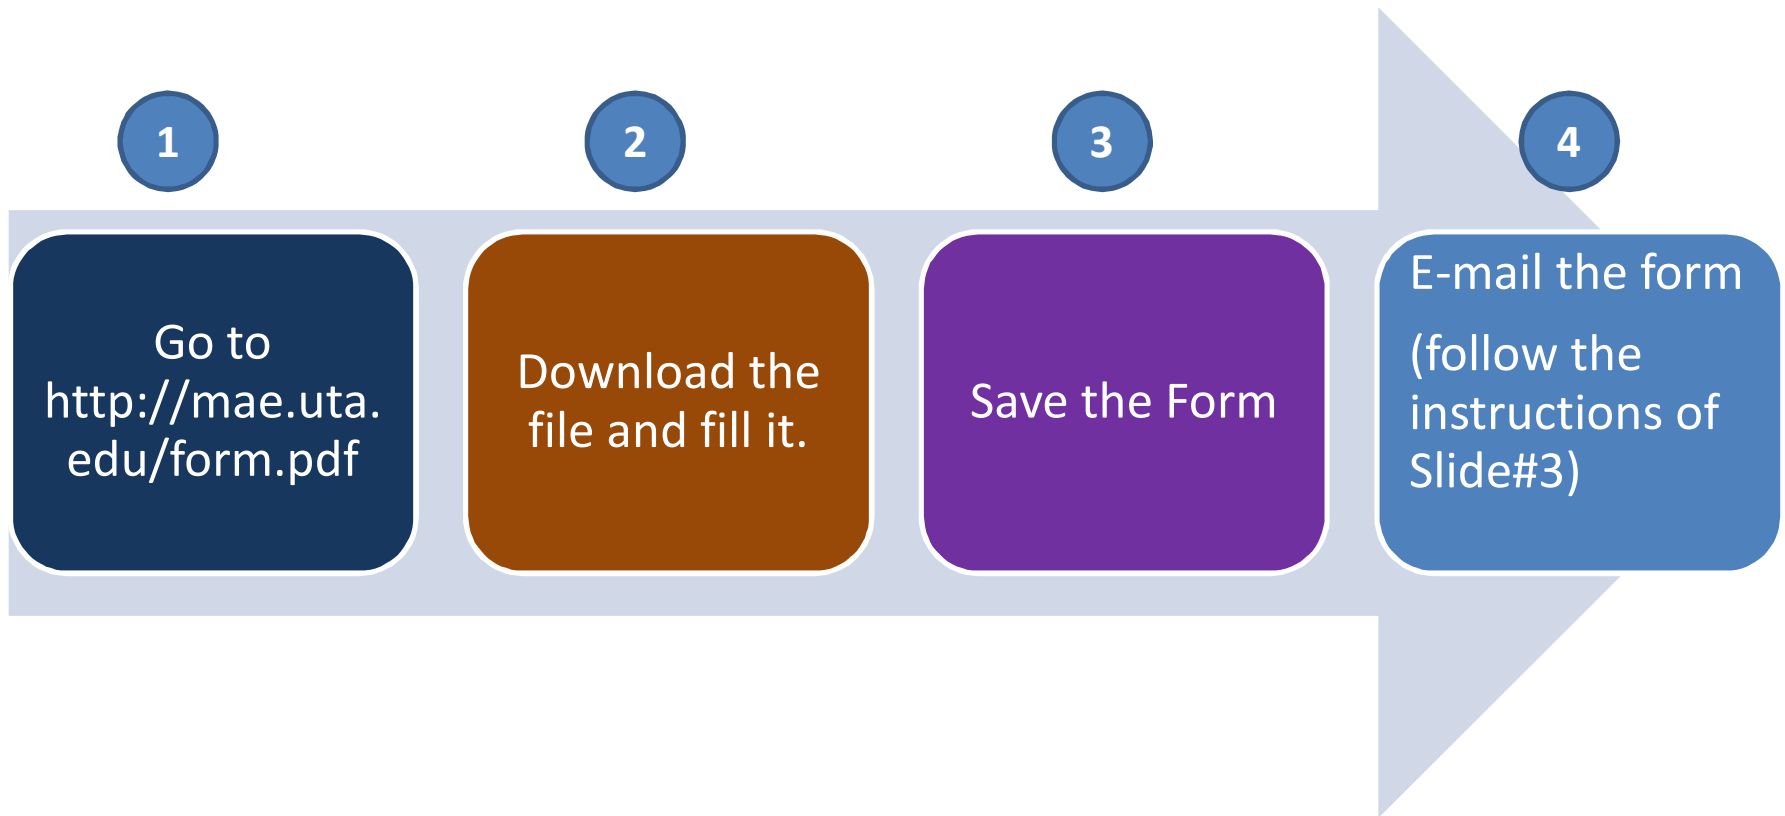 1
2
3
4
Go to
http://mae.uta.
edu/form.pdf
Download the
file and fill it.
Save the Form
E-mail the form
(follow the
instructions of
Slide#3)